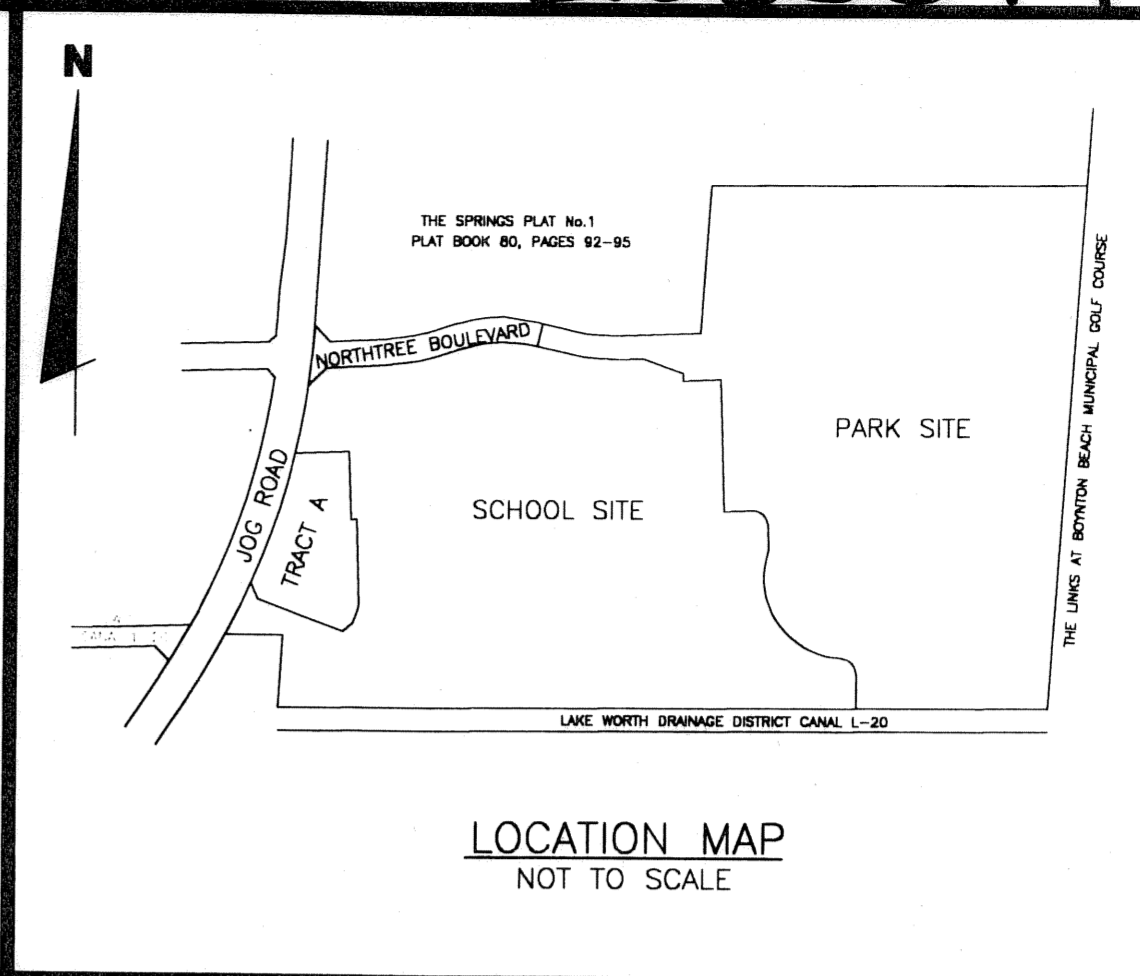 N
THE SPRINGS PLAT No.1
PLAT BOOK 80, PAGES 92-95
NORTHTREE BOULEVARD
PARK SITE
SCHOOL SITE
JOG ROAD
TRACT A
THE LINKS AT BOYNTON BEACH MUNICIPAL GOLF COURSE
LAKE WORTH DRAINAGE DISTRICT CANAL L-20
LOCATION MAP
NOT TO SCALE